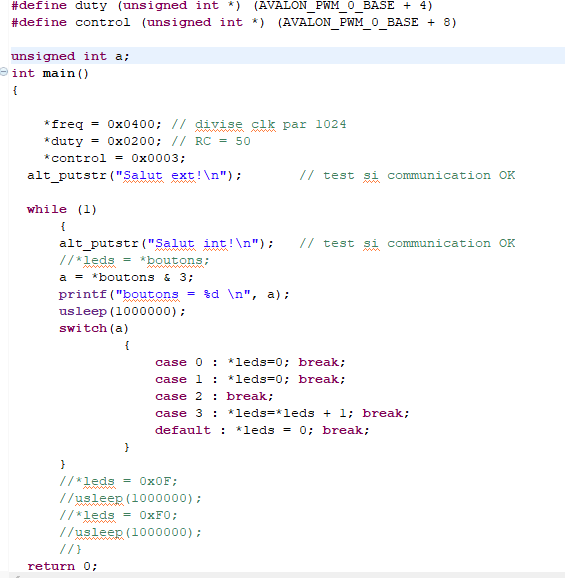 #define duty (unsigned int *) (AVALON_PWM_0_BASE + 4)
#define control (unsigned int *) (AVALON_PWM_0_BASE + 8)
unsigned int a;
int main()
{
*freq = 0x0400; // divise clk par 1024
*duty = 0x0200; // RC = 50
*control = 0x0003;
alt_putstr("Salut ext!\n"); // test si communication OK
while (1)
{
alt_putstr("Salut int!\n"); // test si communication OK
//*leds = *boutons;
a = *boutons & 3;
printf("boutons = %d \n", a);
usleep(1000000);
switch(a)
{
case 0 : *leds=0; break;
case 1 : *leds=0; break;
case 2 : break;
case 3 : *leds=*leds + 1; break;
default : *leds = 0; break;
}
}
//*leds = 0x0F;
//usleep(1000000);
//*leds = 0xF0;
//usleep(1000000);
//}
return 0;